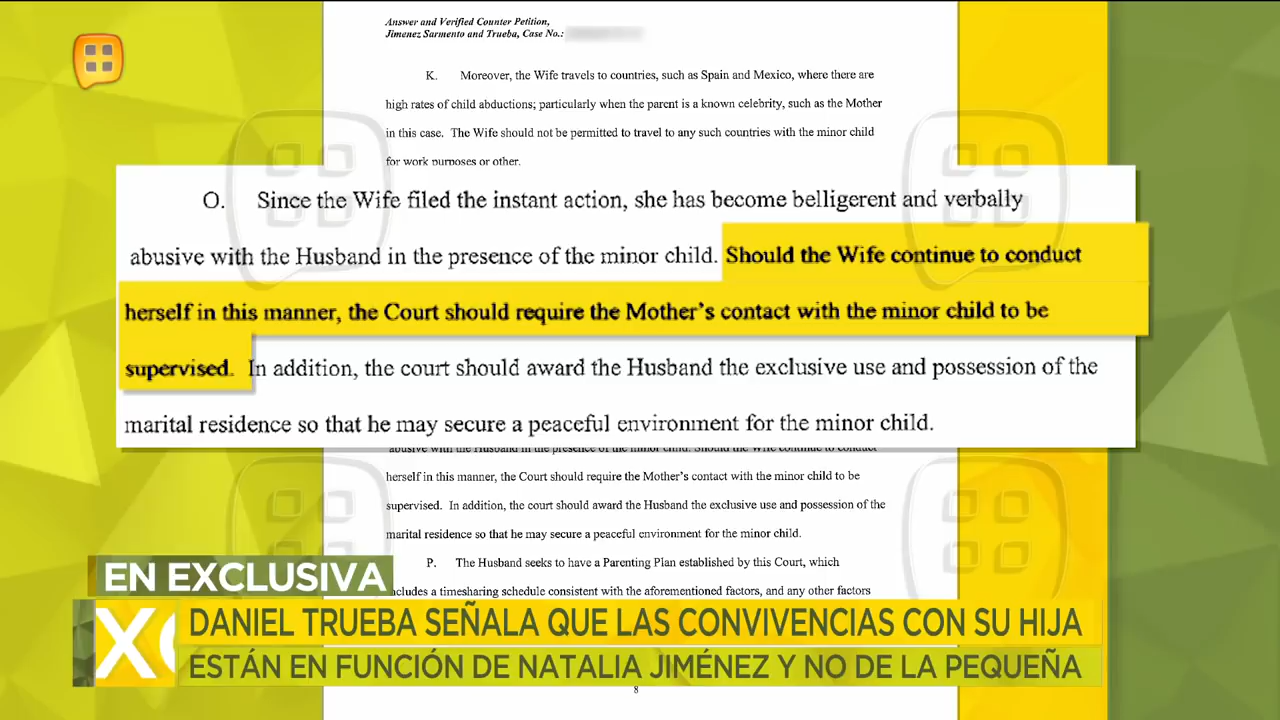 Answer and Verified Counter Petition,
Jimenez Sarmento and Trueba, Case No.:
K. Moreover, the Wife travels to countries, such as Spain and Mexico, where there are
high rates of child abductions; particularly when the parent is a known celebrity, such as the Mother
in this case. The Wife should not be permitted to travel to any such countries with the minor child
for work purposes or other.
O. Since the Wife filed the instant action, she has become belligerent and verbally
abusive with the Husband in the presence of the minor child. Should the Wife continue to conduct
herself in this manner, the Court should require the Mother's contact with the minor child to be
supervised. In addition, the court should award the Husband the exclusive use and possession of the
marital residence so that he may secure a peaceful environment for the minor child.
abusive with the Husband in the presence of the minor child. Should the Wife continue to conduct
herself in this manner, the Court should require the Mother's contact with the minor child to be
supervised. In addition, the court should award the Husband the exclusive use and possession of the
marital residence so that he may secure a peaceful environment for the minor child.
P. The Husband seeks to have a Parenting Plan established by this Court, which
includes a timesharing schedule consistent with the aforementioned factors, and any other factors
EN EXCLUSIVA
DANIEL TRUEBA SEÑALA QUE LAS CONVIVENCIAS CON SU HIJA
ESTÁN EN FUNCIÓN DE NATALIA JIMÉNEZ Y NO DE LA PEQUEÑA
8